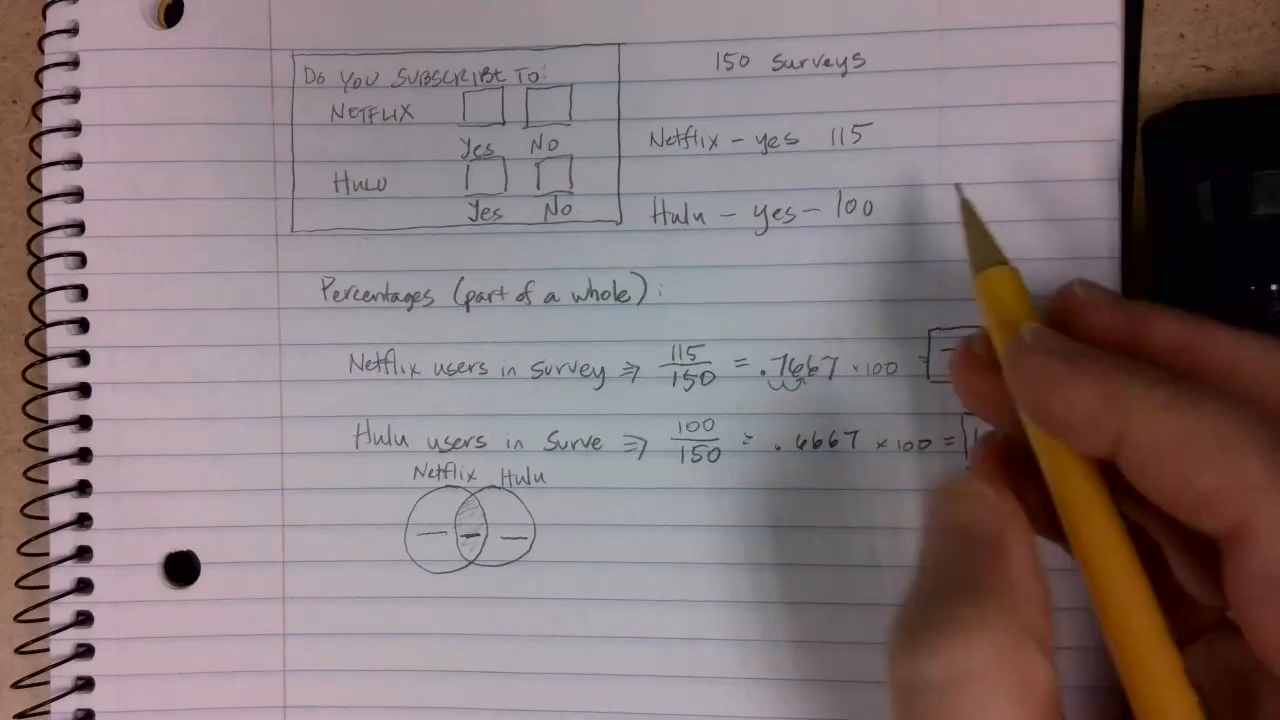 Do YOU SUBSCRIBE TO:
NETFLIX
Yes No
HULU
Yes No
150 surveys
Netflix - yes 115
Hulu - yes - 100
Percentages (part of a whole):
Netflix users in survey ⇒ 115/150 = .7667 × 100
Hulu users in surve ⇒ 100/150 = .6667 × 100 =
Netflix Hulu